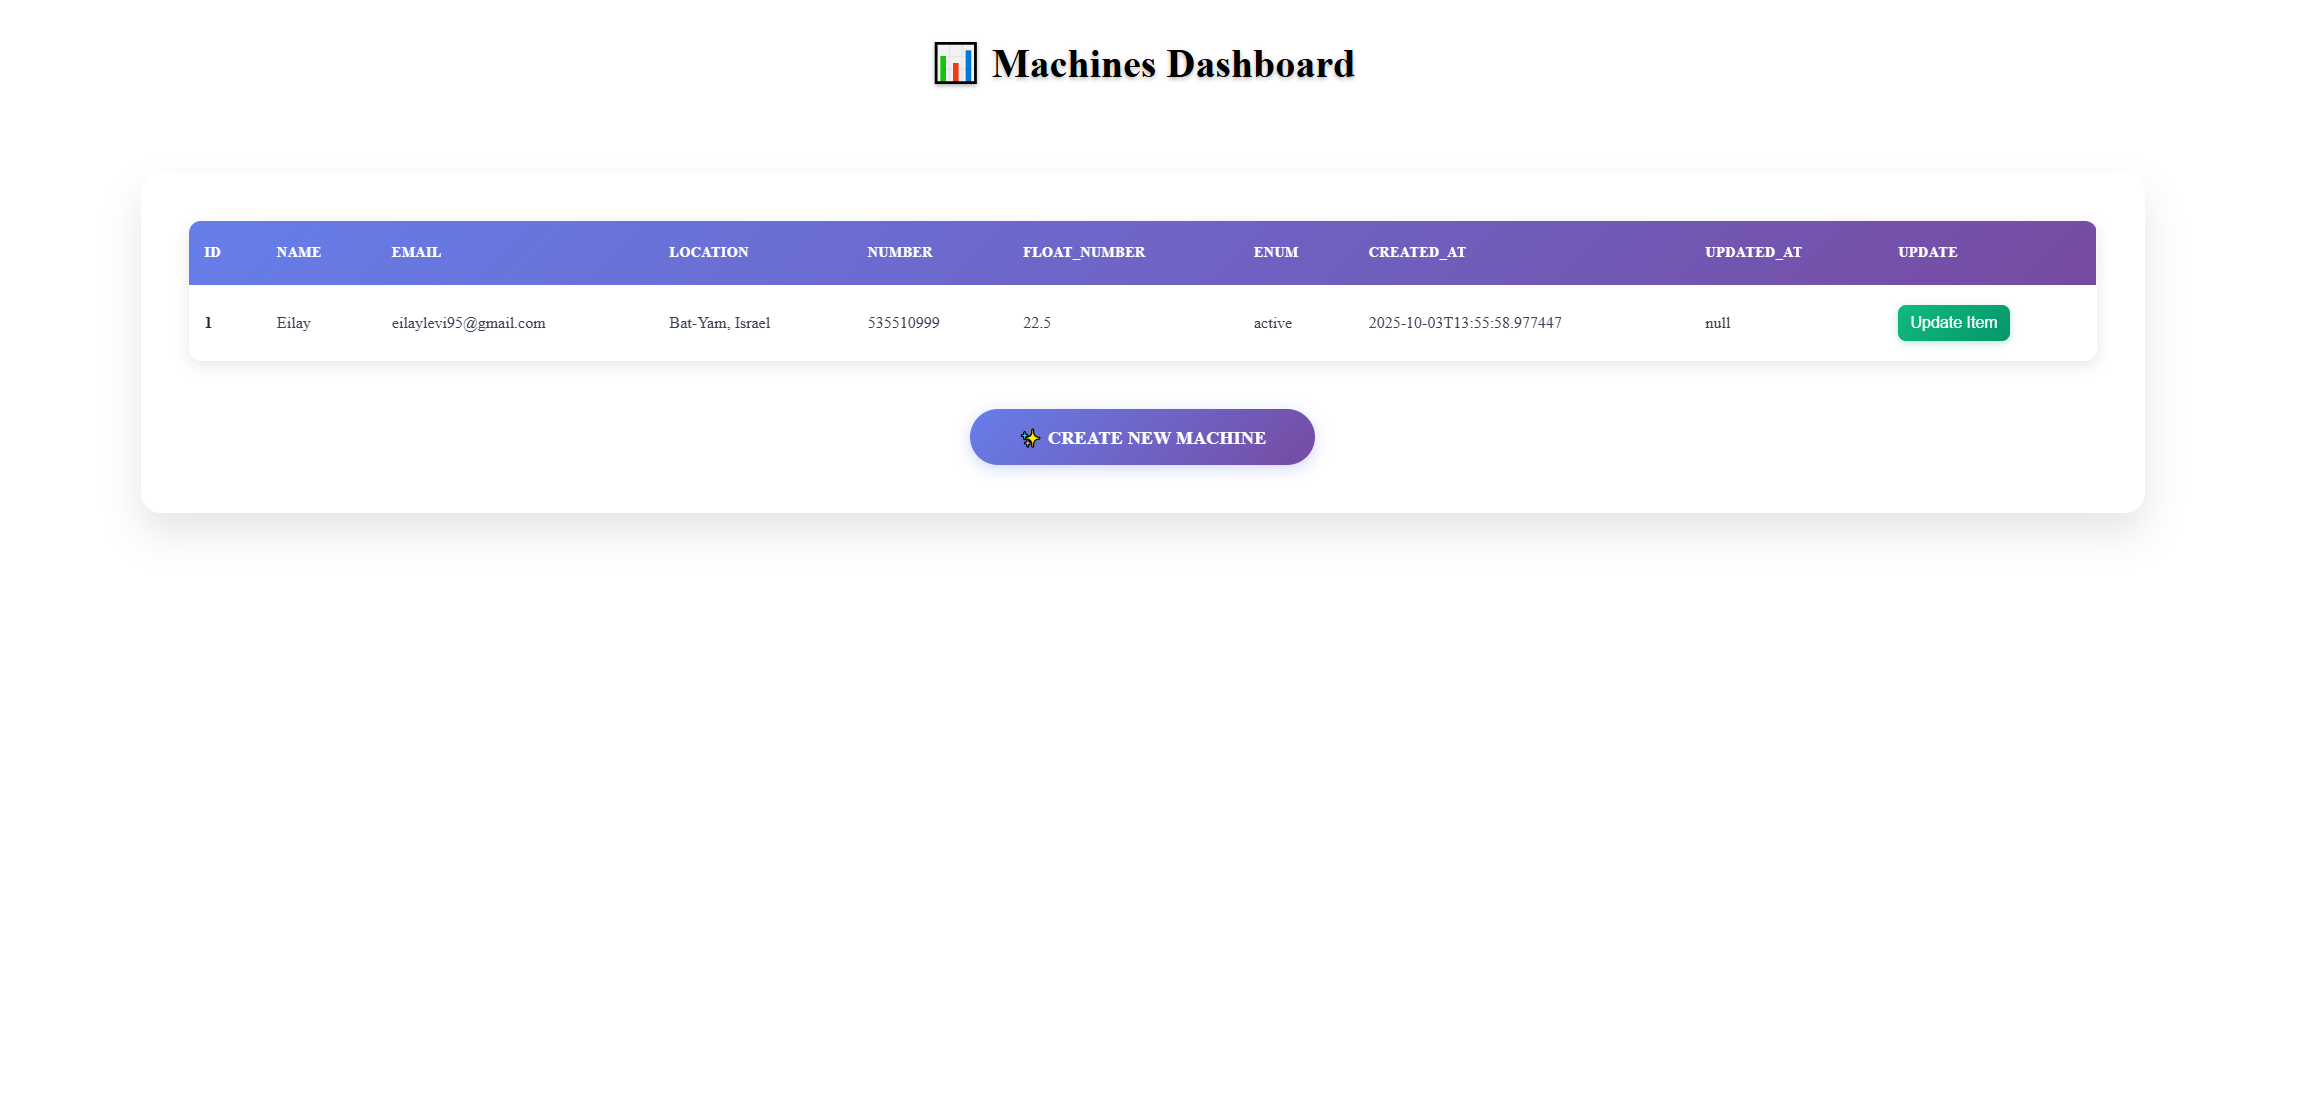 📊 Machines Dashboard
ID NAME EMAIL LOCATION NUMBER FLOAT_NUMBER ENUM CREATED_AT UPDATED_AT UPDATE
1 Eilay eilaylevi95@gmail.com Bat-Yam, Israel 535510999 22.5 active 2025-10-03T13:55:58.977447 null Update Item
✨ CREATE NEW MACHINE